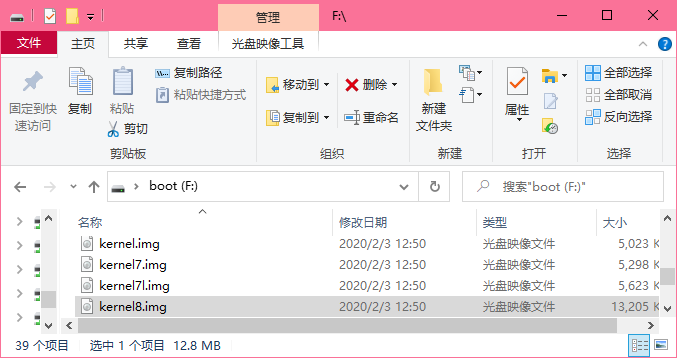 管理 F:\
文件 主页 共享 查看 光盘映像工具
固定到快速访问 复制 粘贴 复制路径 粘贴快捷方式 剪切
移动到 复制到 删除 重命名
新建文件夹 属性
全部选择 全部取消 反向选择
剪贴板 组织 新建 打开 选择
boot (F:) 搜索"boot (F:)"
名称 修改日期 类型 大小
kernel.img 2020/2/3 12:50 光盘映像文件 5,023 K
kernel7.img 2020/2/3 12:50 光盘映像文件 5,298 K
kernel7l.img 2020/2/3 12:50 光盘映像文件 5,623 K
kernel8.img 2020/2/3 12:50 光盘映像文件 13,205 K
39 个项目 选中 1 个项目 12.8 MB